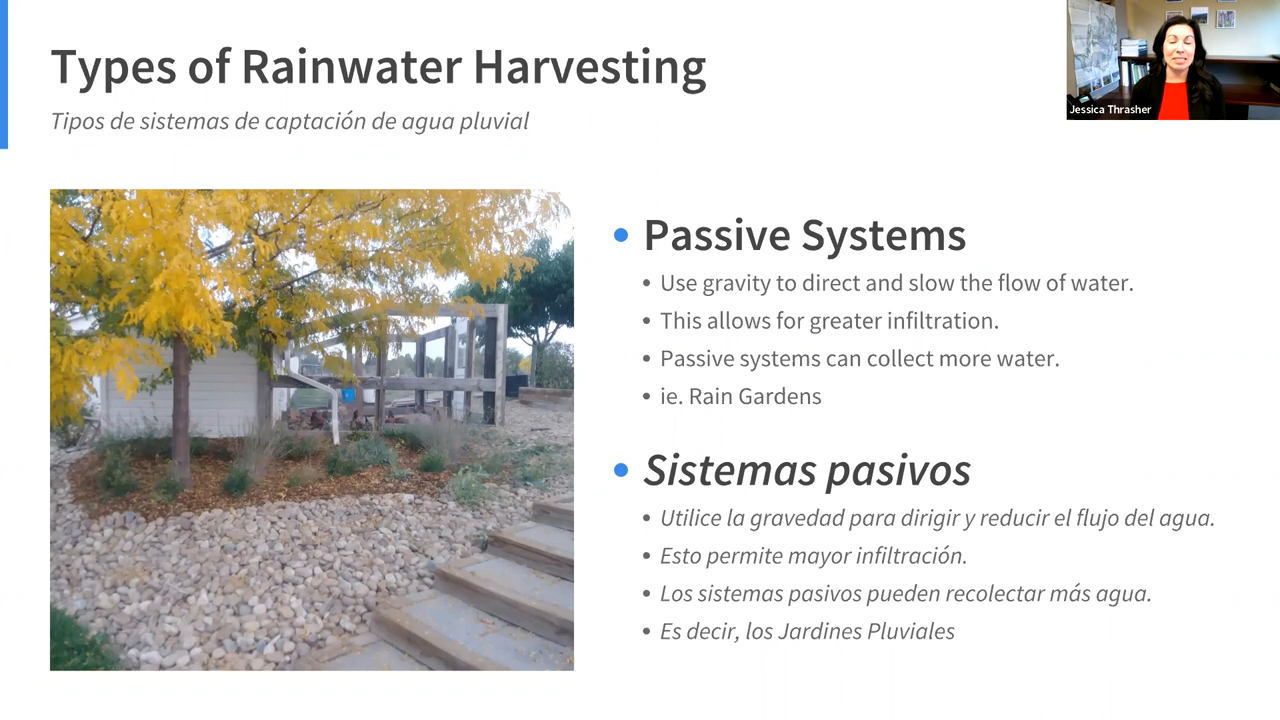 Types of Rainwater Harvesting
Tipos de sistemas de captación de agua pluvial
Jessica Thrasher
• Passive Systems
• Use gravity to direct and slow the flow of water.
• This allows for greater infiltration.
• Passive systems can collect more water.
• ie. Rain Gardens
• Sistemas pasivos
• Utilice la gravedad para dirigir y reducir el flujo del agua.
• Esto permite mayor infiltración.
• Los sistemas pasivos pueden recolectar más agua.
• Es decir, los Jardines Pluviales